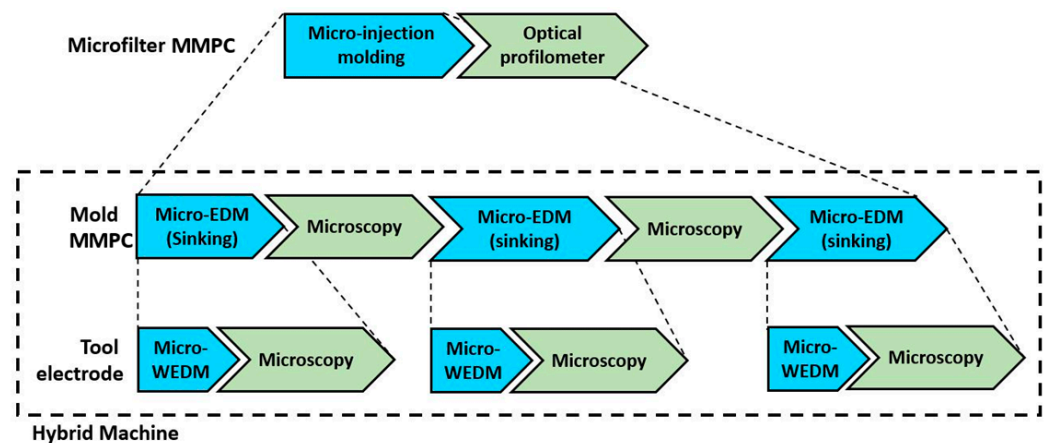 Microfilter MMPC
Micro-injection
molding
Optical
profilometer
Mold
MMPC
Micro-EDM
(Sinking)
Microscopy
Micro-EDM
(sinking)
Microscopy
Micro-EDM
(sinking)
Tool
electrode
Micro-
WEDM
Microscopy
Micro-
WEDM
Microscopy
Micro-
WEDM
Microscopy
Hybrid Machine